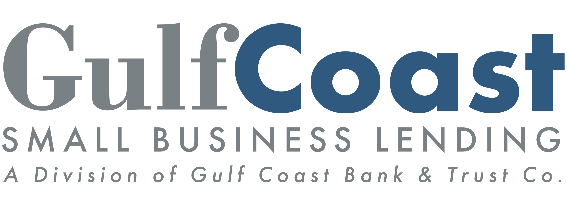 GulfCoast
SMALL BUSINESS LENDING
A Division of Gulf Coast Bank & Trust Co.